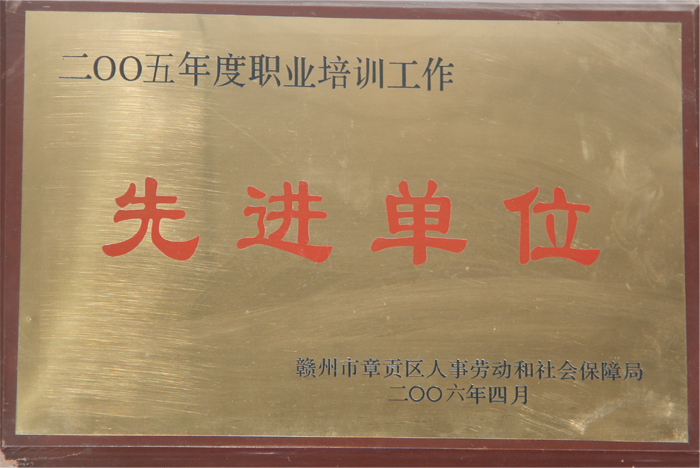 二OO五年度职业培训工作
先进单位
赣州市章贡区人事劳动和社会保障局
二OO六年四月